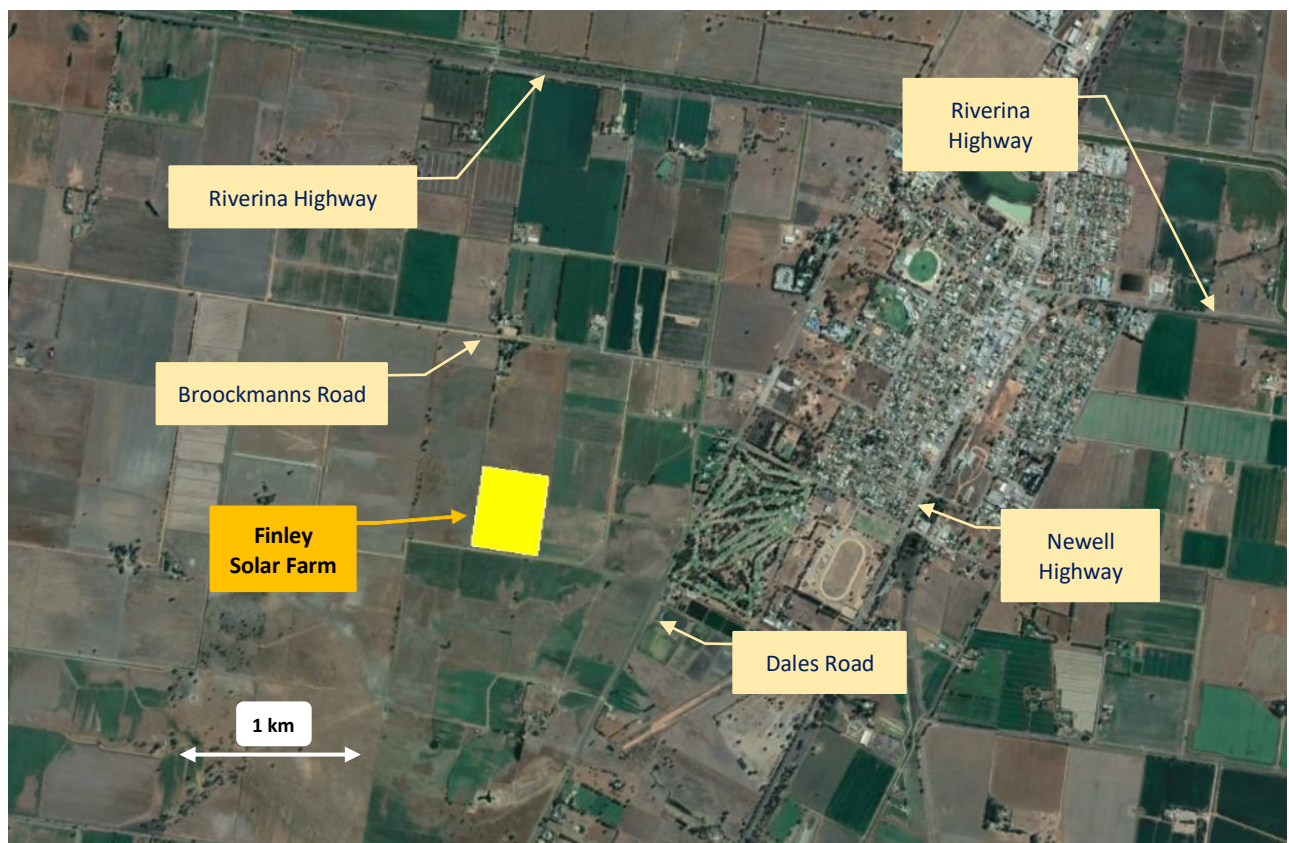 Riverina
Highway
Riverina Highway
Broockmanns Road
Finley
Solar Farm
Newell
Highway
Dales Road
1 km